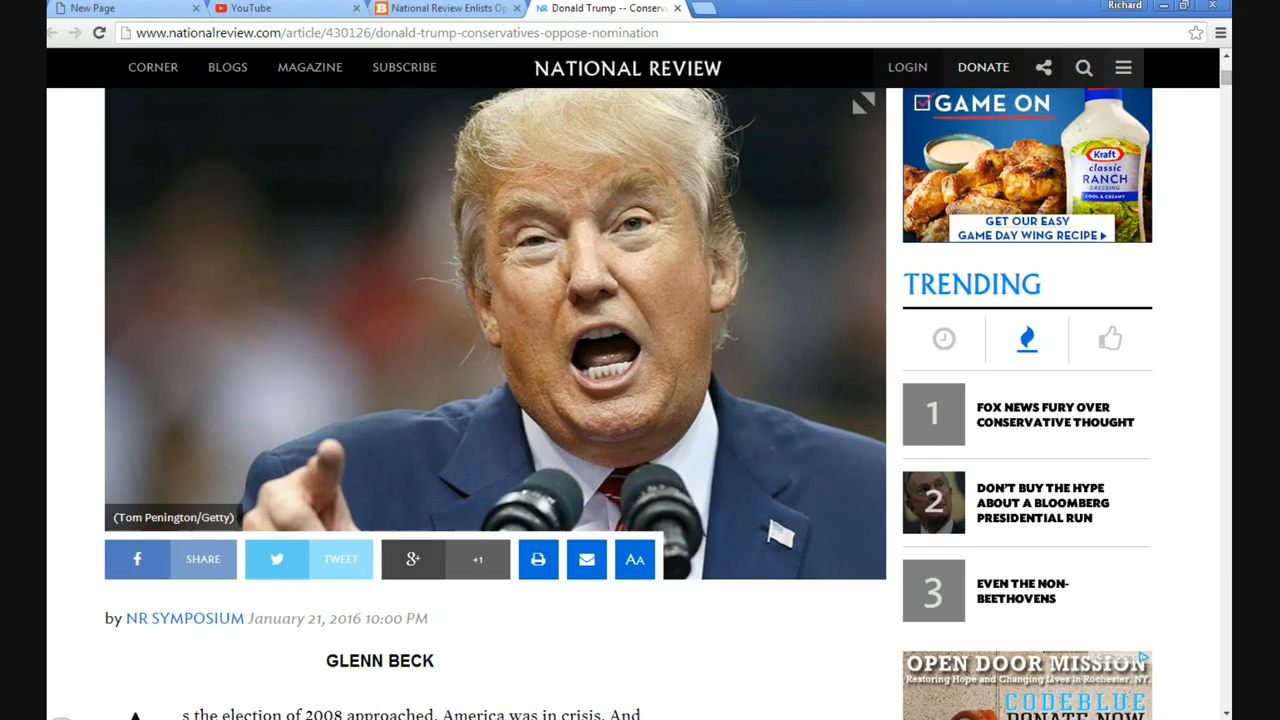 New Page
YouTube
National Review Enlists Op
NR Donald Trump -- Conserva
Richard
www.nationalreview.com/article/430126/donald-trump-conservatives-oppose-nomination
CORNER
BLOGS
MAGAZINE
SUBSCRIBE
NATIONAL REVIEW
LOGIN
DONATE
(Tom Penington/Getty)
SHARE
TWEET
g+
+1
AA
by NR SYMPOSIUM January 21, 2016 10:00 PM
GLENN BECK
s the election of 2008 approached, America was in crisis. And
GAME ON
Kraft
classic
RANCH
DRESSING
COOL & CREAMY
GET OUR EASY
GAME DAY WING RECIPE
TRENDING
1
FOX NEWS FURY OVER
CONSERVATIVE THOUGHT
2
DON'T BUY THE HYPE
ABOUT A BLOOMBERG
PRESIDENTIAL RUN
3
EVEN THE NON-
BEETHOVENS
OPEN DOOR MISSION
Restoring Hope and Changing Lives in Rochester, NY
CODEBLUE
DONATE NOW